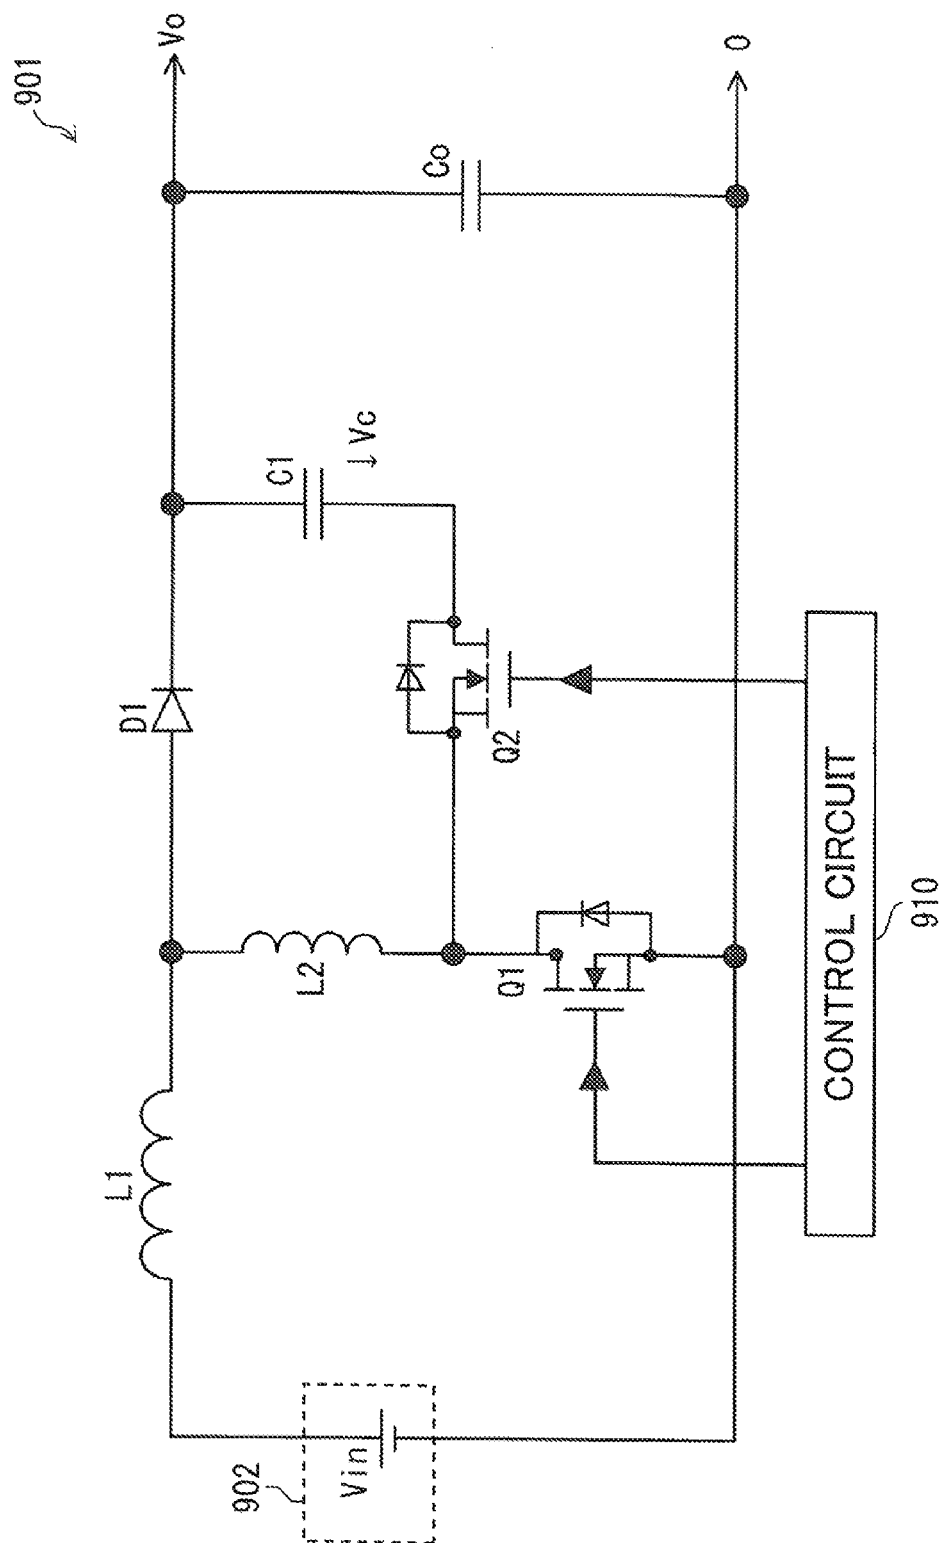 901
Vo
0
Co
C1
↓Vc
D1
Q2
L2
Q1
L1
CONTROL CIRCUIT
910
902
Vin